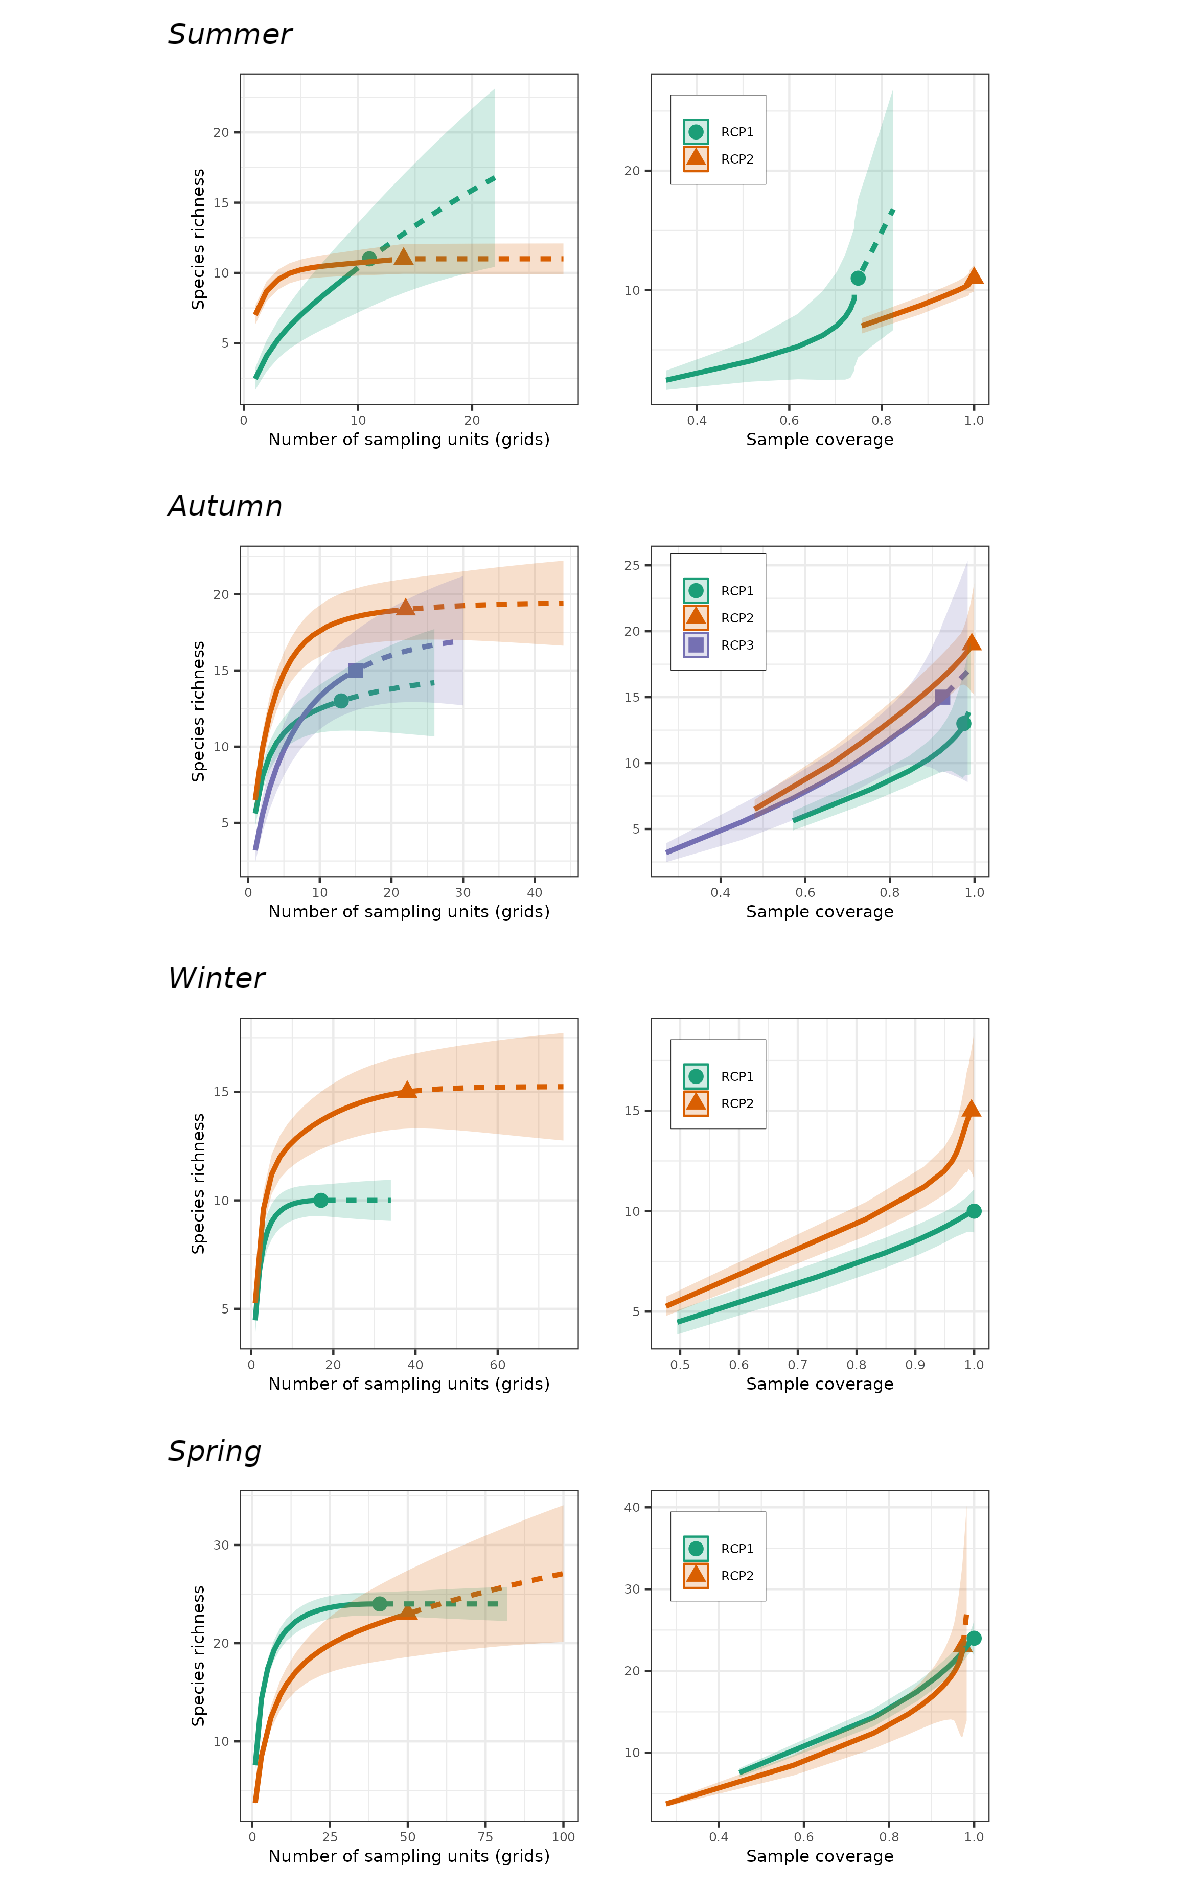 Summer
Species richness
20
15
10
5
0 10 20
Number of sampling units (grids)
20
10
RCP1
RCP2
0.4 0.6 0.8 1.0
Sample coverage
Autumn
Species richness
20
15
10
5
0 10 20 30 40
Number of sampling units (grids)
25
20
15
10
5
RCP1
RCP2
RCP3
0.4 0.6 0.8 1.0
Sample coverage
Winter
Species richness
15
10
5
0 20 40 60
Number of sampling units (grids)
15
10
5
RCP1
RCP2
0.5 0.6 0.7 0.8 0.9 1.0
Sample coverage
Spring
Species richness
30
20
10
0 25 50 75 100
Number of sampling units (grids)
40
30
20
10
RCP1
RCP2
0.4 0.6 0.8 1.0
Sample coverage